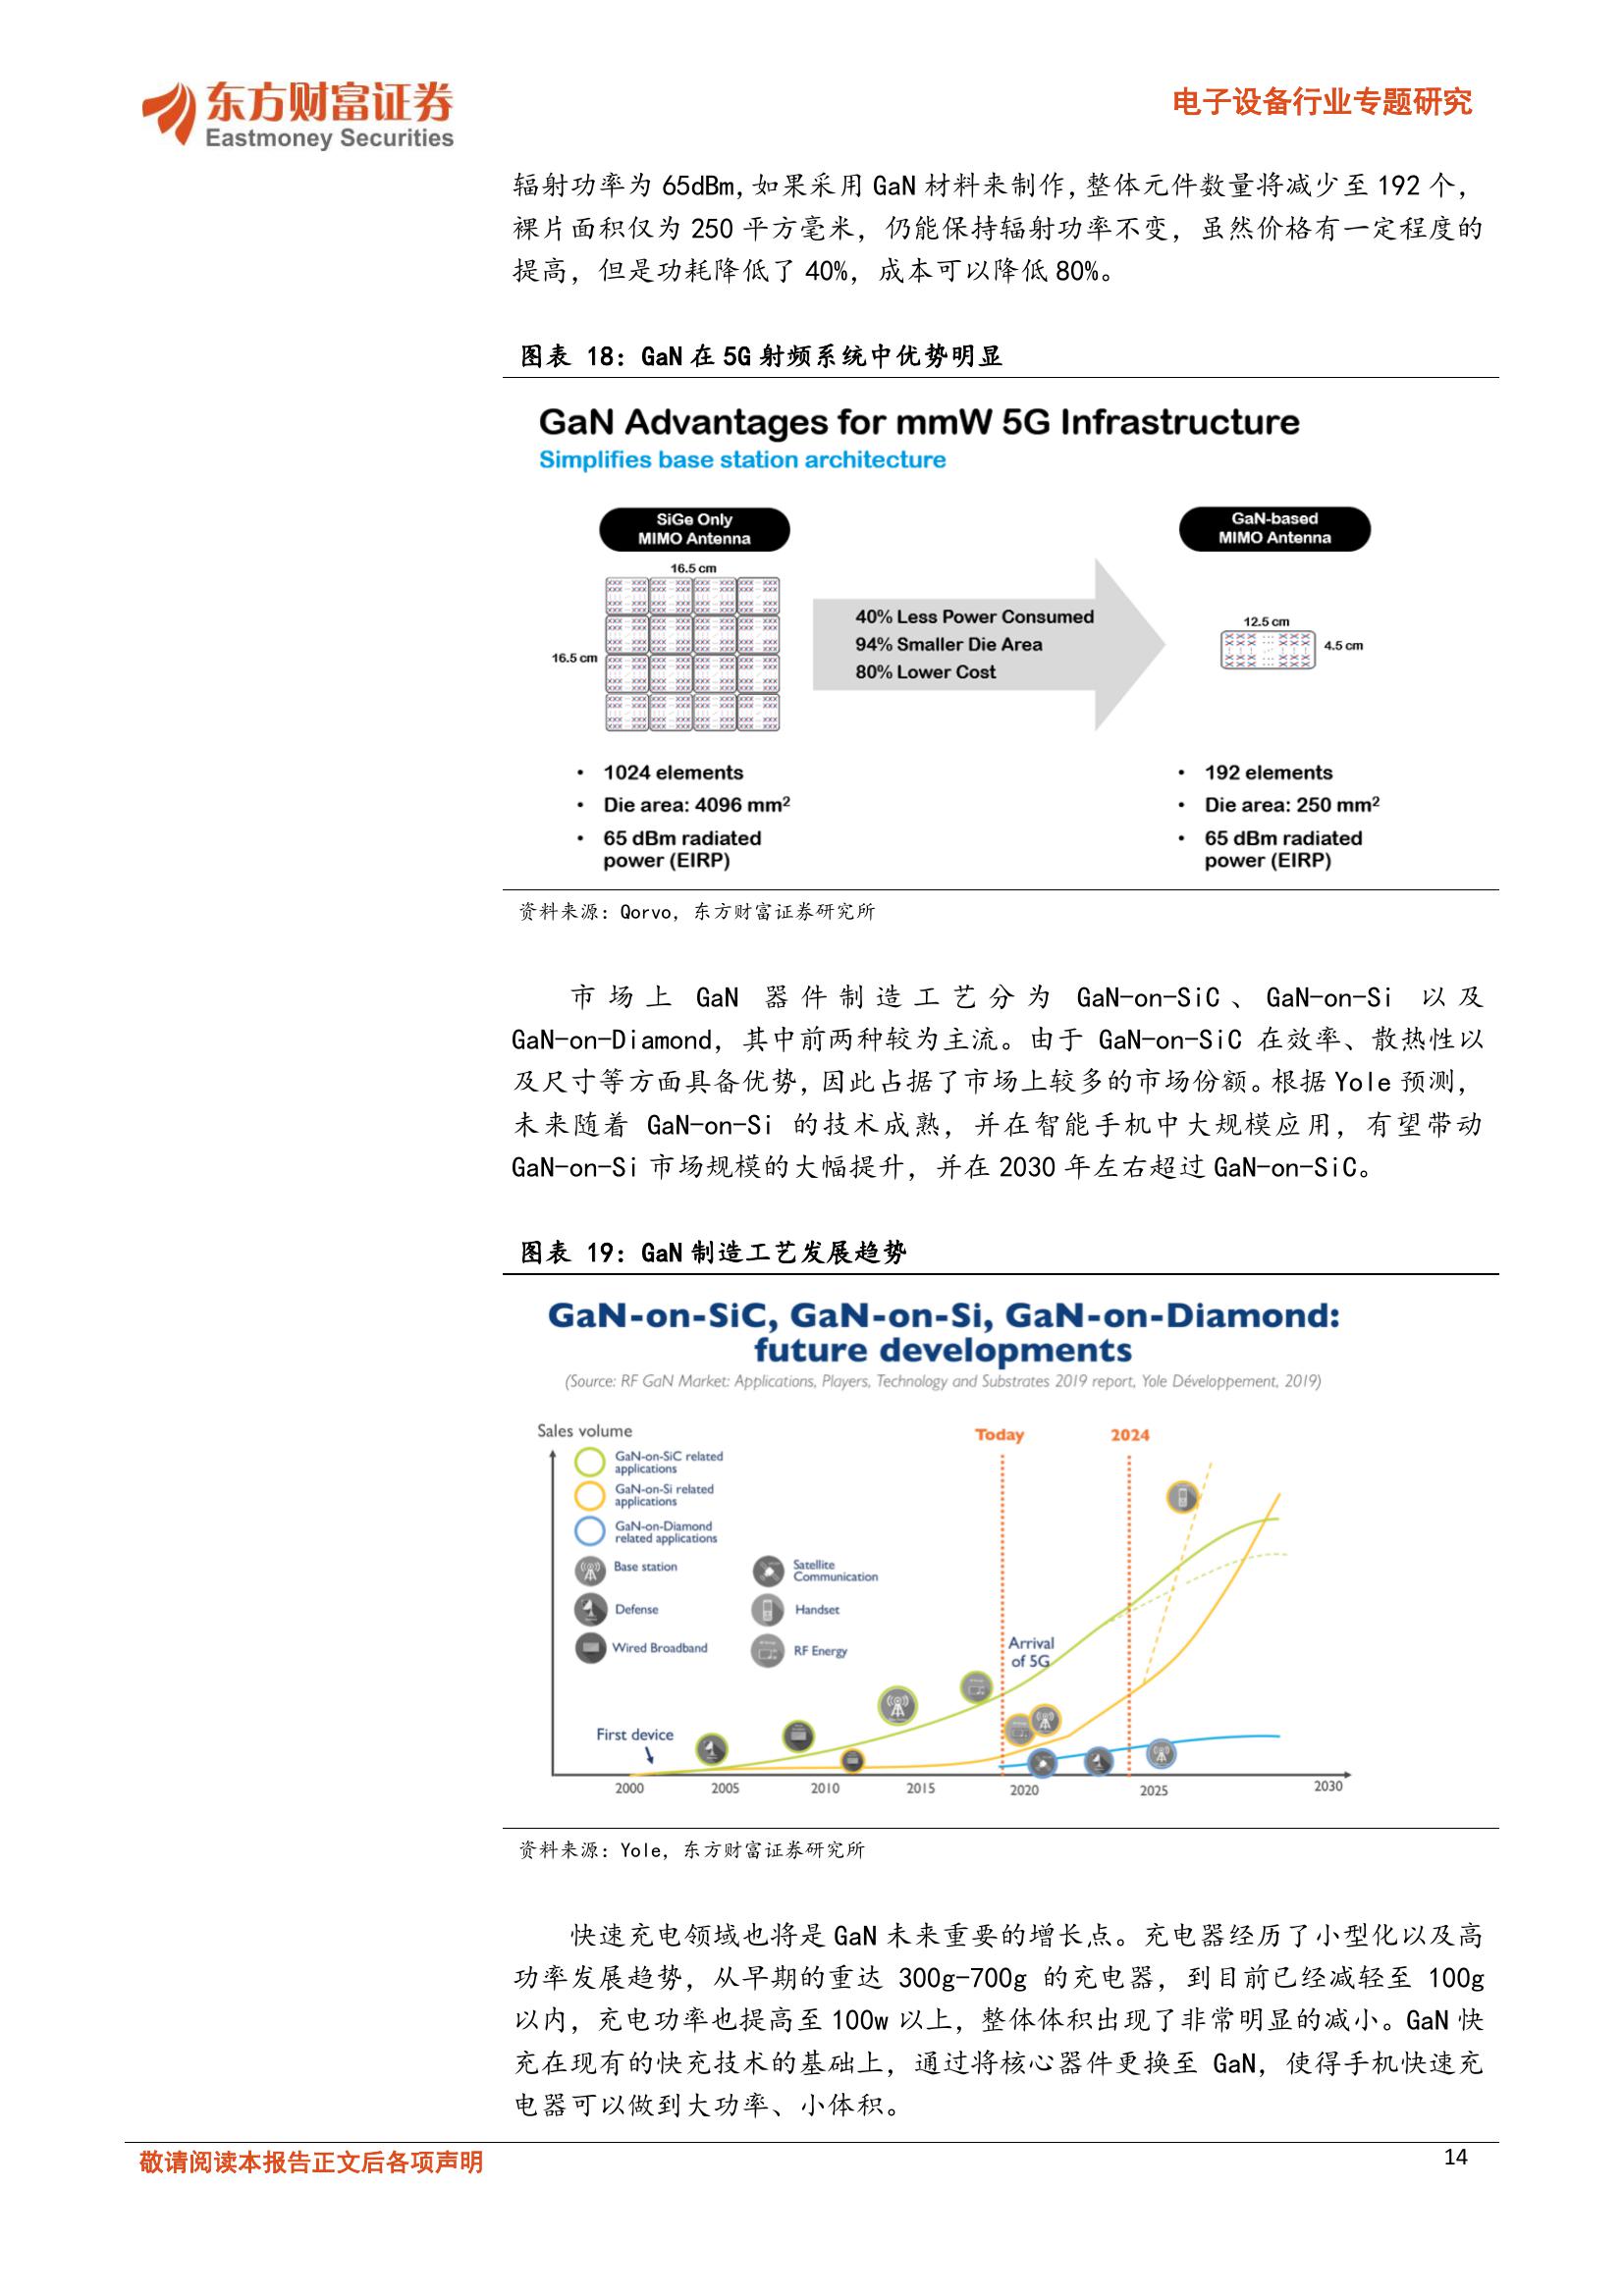 东方财富证券
Eastmoney Securities
电子设备行业专题研究
辐射功率为 65dBm，如果采用 GaN 材料来制作，整体元件数量将减少至 192 个，
裸片面积仅为 250 平方毫米，仍能保持辐射功率不变，虽然价格有一定程度的
提高，但是功耗降低了 40%，成本可以降低 80%。
图表 18：GaN 在 5G 射频系统中优势明显
GaN Advantages for mmW 5G Infrastructure
Simplifies base station architecture
SiGe Only
MIMO Antenna
16.5 cm
16.5 cm
40% Less Power Consumed
94% Smaller Die Area
80% Lower Cost
GaN-based
MIMO Antenna
12.5 cm
4.5 cm
• 1024 elements
• Die area: 4096 mm²
• 65 dBm radiated
power (EIRP)
• 192 elements
• Die area: 250 mm²
• 65 dBm radiated
power (EIRP)
资料来源：Qorvo，东方财富证券研究所
市场上 GaN 器件制造工艺分为 GaN-on-SiC、GaN-on-Si 以及
GaN-on-Diamond，其中前两种较为主流。由于 GaN-on-SiC 在效率、散热性以
及尺寸等方面具备优势，因此占据了市场上较多的市场份额。根据 Yole 预测，
未来随着 GaN-on-Si 的技术成熟，并在智能手机中大规模应用，有望带动
GaN-on-Si 市场规模的大幅提升，并在 2030 年左右超过 GaN-on-SiC。
图表 19：GaN 制造工艺发展趋势
GaN-on-SiC, GaN-on-Si, GaN-on-Diamond:
future developments
(Source: RF GaN Market: Applications, Players, Technology and Substrates 2019 report, Yole Développement, 2019)
Sales volume
Today
2024
GaN-on-SiC related
applications
GaN-on-Si related
applications
GaN-on-Diamond
related applications
Base station
Satellite
Communication
Defense
Handset
Wired Broadband
RF Energy
Arrival
of 5G
First device
2000
2005
2010
2015
2020
2025
2030
资料来源：Yole，东方财富证券研究所
快速充电领域也将是 GaN 未来重要的增长点。充电器经历了小型化以及高
功率发展趋势，从早期的重达 300g-700g 的充电器，到目前已经减轻至 100g
以内，充电功率也提高至 100w 以上，整体体积出现了非常明显的减小。GaN 快
充在现有的快充技术的基础上，通过将核心器件更换至 GaN，使得手机快速充
电器可以做到大功率、小体积。
敬请阅读本报告正文后各项声明
14